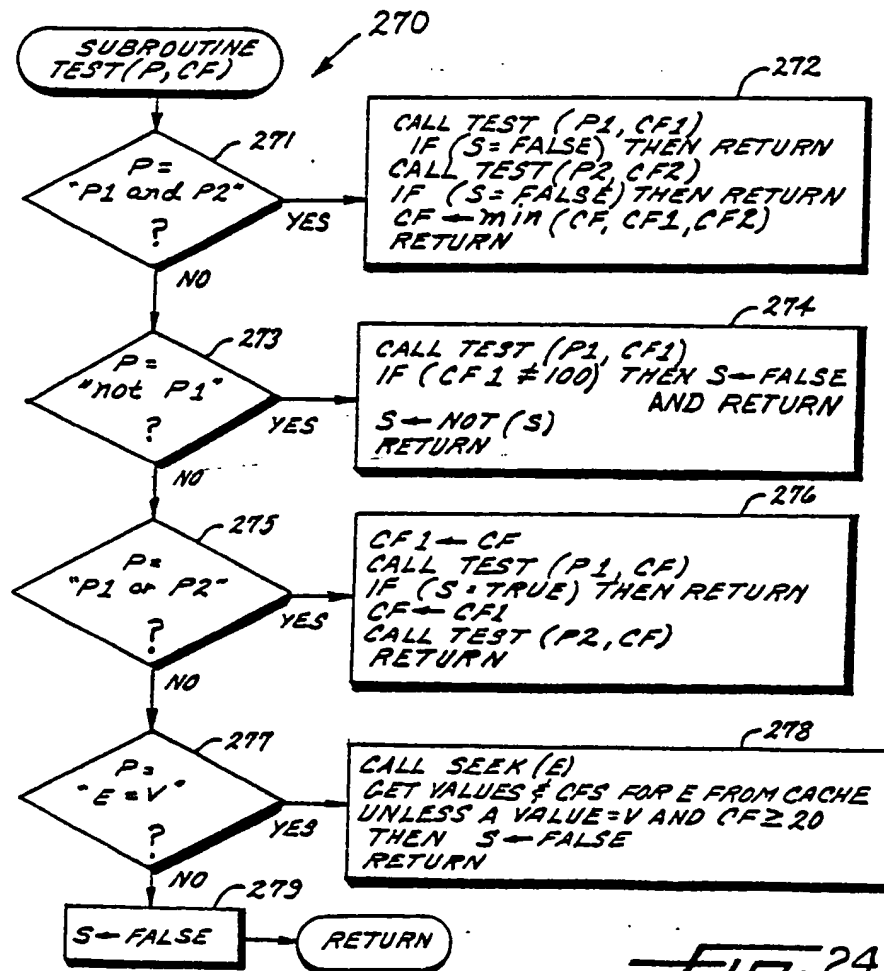 270
SUBROUTINE
TEST(P, CF)
271
P =
"P1 and P2"
?
YES
NO
272
CALL TEST (P1, CF1)
IF (S = FALSE) THEN RETURN
CALL TEST(P2, CF2)
IF (S = FALSE) THEN RETURN
CF ← min (CF, CF1, CF2)
RETURN
273
P =
"not P1"
?
YES
NO
274
CALL TEST (P1, CF1)
IF (CF1 ≠ 100) THEN S ← FALSE
AND RETURN
S ← NOT (S)
RETURN
275
P =
"P1 or P2"
?
YES
NO
276
CF1 ← CF
CALL TEST (P1, CF)
IF (S = TRUE) THEN RETURN
CF ← CF1
CALL TEST (P2, CF)
RETURN
277
P =
"E = V"
?
YES
NO
278
CALL SEEK (E)
GET VALUES & CFS FOR E FROM CACHE
UNLESS A VALUE = V AND CF ≥ 20
THEN S ← FALSE
RETURN
279
S ← FALSE
RETURN
24